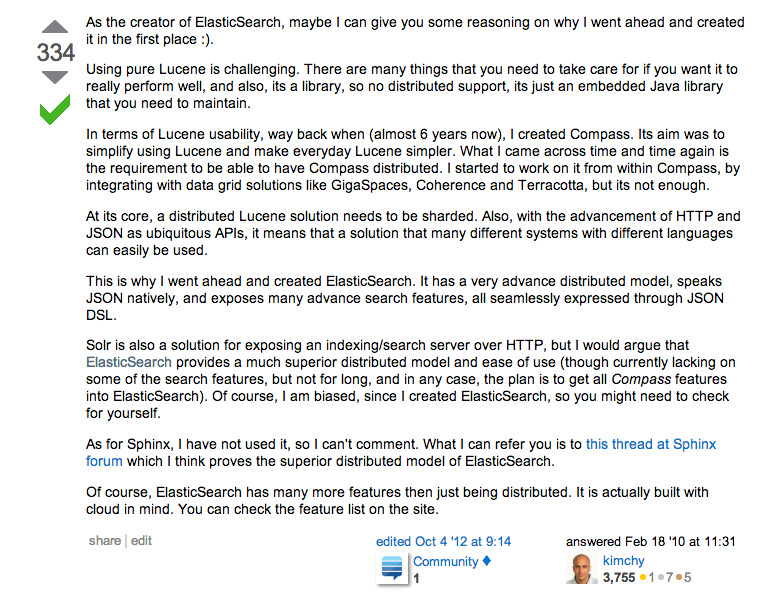 As the creator of ElasticSearch, maybe I can give you some reasoning on why I went ahead and created
it in the first place :).
334
Using pure Lucene is challenging. There are many things that you need to take care for if you want it to
really perform well, and also, its a library, so no distributed support, its just an embedded Java library
that you need to maintain.
In terms of Lucene usability, way back when (almost 6 years now), I created Compass. Its aim was to
simplify using Lucene and make everyday Lucene simpler. What I came across time and time again is
the requirement to be able to have Compass distributed. I started to work on it from within Compass, by
integrating with data grid solutions like GigaSpaces, Coherence and Terracotta, but its not enough.
At its core, a distributed Lucene solution needs to be sharded. Also, with the advancement of HTTP and
JSON as ubiquitous APIs, it means that a solution that many different systems with different languages
can easily be used.
This is why I went ahead and created ElasticSearch. It has a very advance distributed model, speaks
JSON natively, and exposes many advance search features, all seamlessly expressed through JSON
DSL.
Solr is also a solution for exposing an indexing/search server over HTTP, but I would argue that
ElasticSearch provides a much superior distributed model and ease of use (though currently lacking on
some of the search features, but not for long, and in any case, the plan is to get all Compass features
into ElasticSearch). Of course, I am biased, since I created ElasticSearch, so you might need to check
for yourself.
As for Sphinx, I have not used it, so I can't comment. What I can refer you is to this thread at Sphinx
forum which I think proves the superior distributed model of ElasticSearch.
Of course, ElasticSearch has many more features then just being distributed. It is actually built with
cloud in mind. You can check the feature list on the site.
share | edit
edited Oct 4 '12 at 9:14
Community ♦
1
answered Feb 18 '10 at 11:31
kimchy
3,755 ●1 ●7 ●5